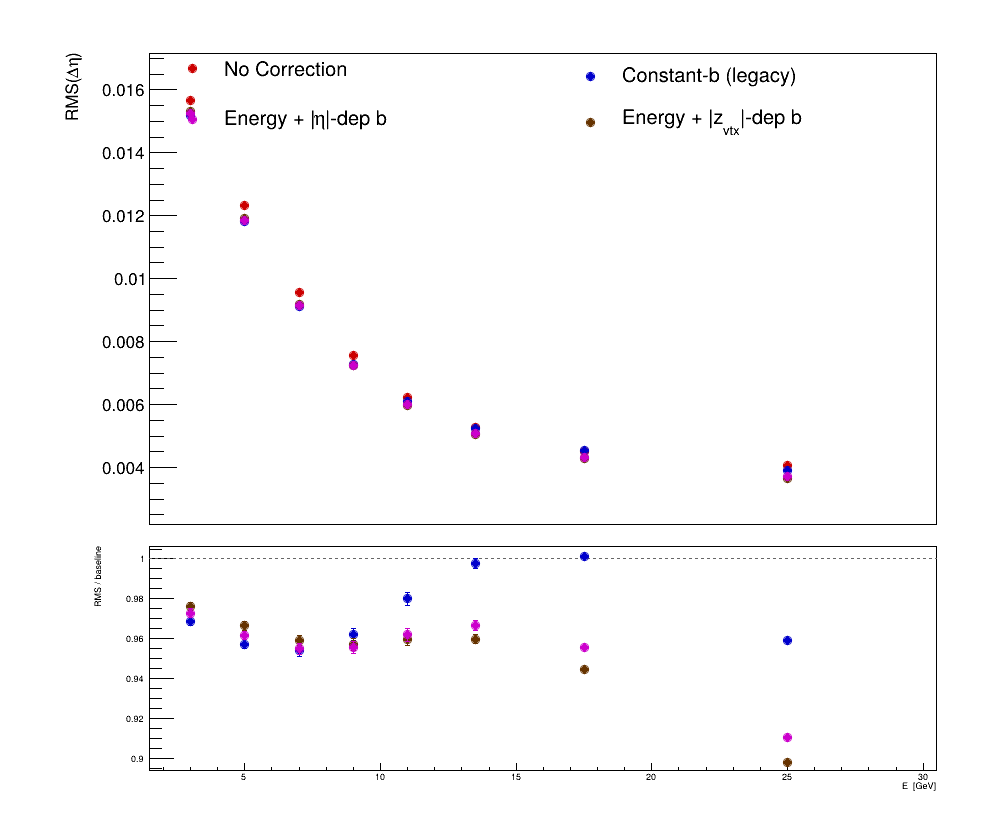 RMS(Δη)
No Correction
Constant-b (legacy)
Energy + |η|-dep b
Energy + |z_vtx|-dep b
0.016
0.014
0.012
0.01
0.008
0.006
0.004
RMS / baseline
1
0.98
0.96
0.94
0.92
0.9
5 10 15 20 25 30
E [GeV]